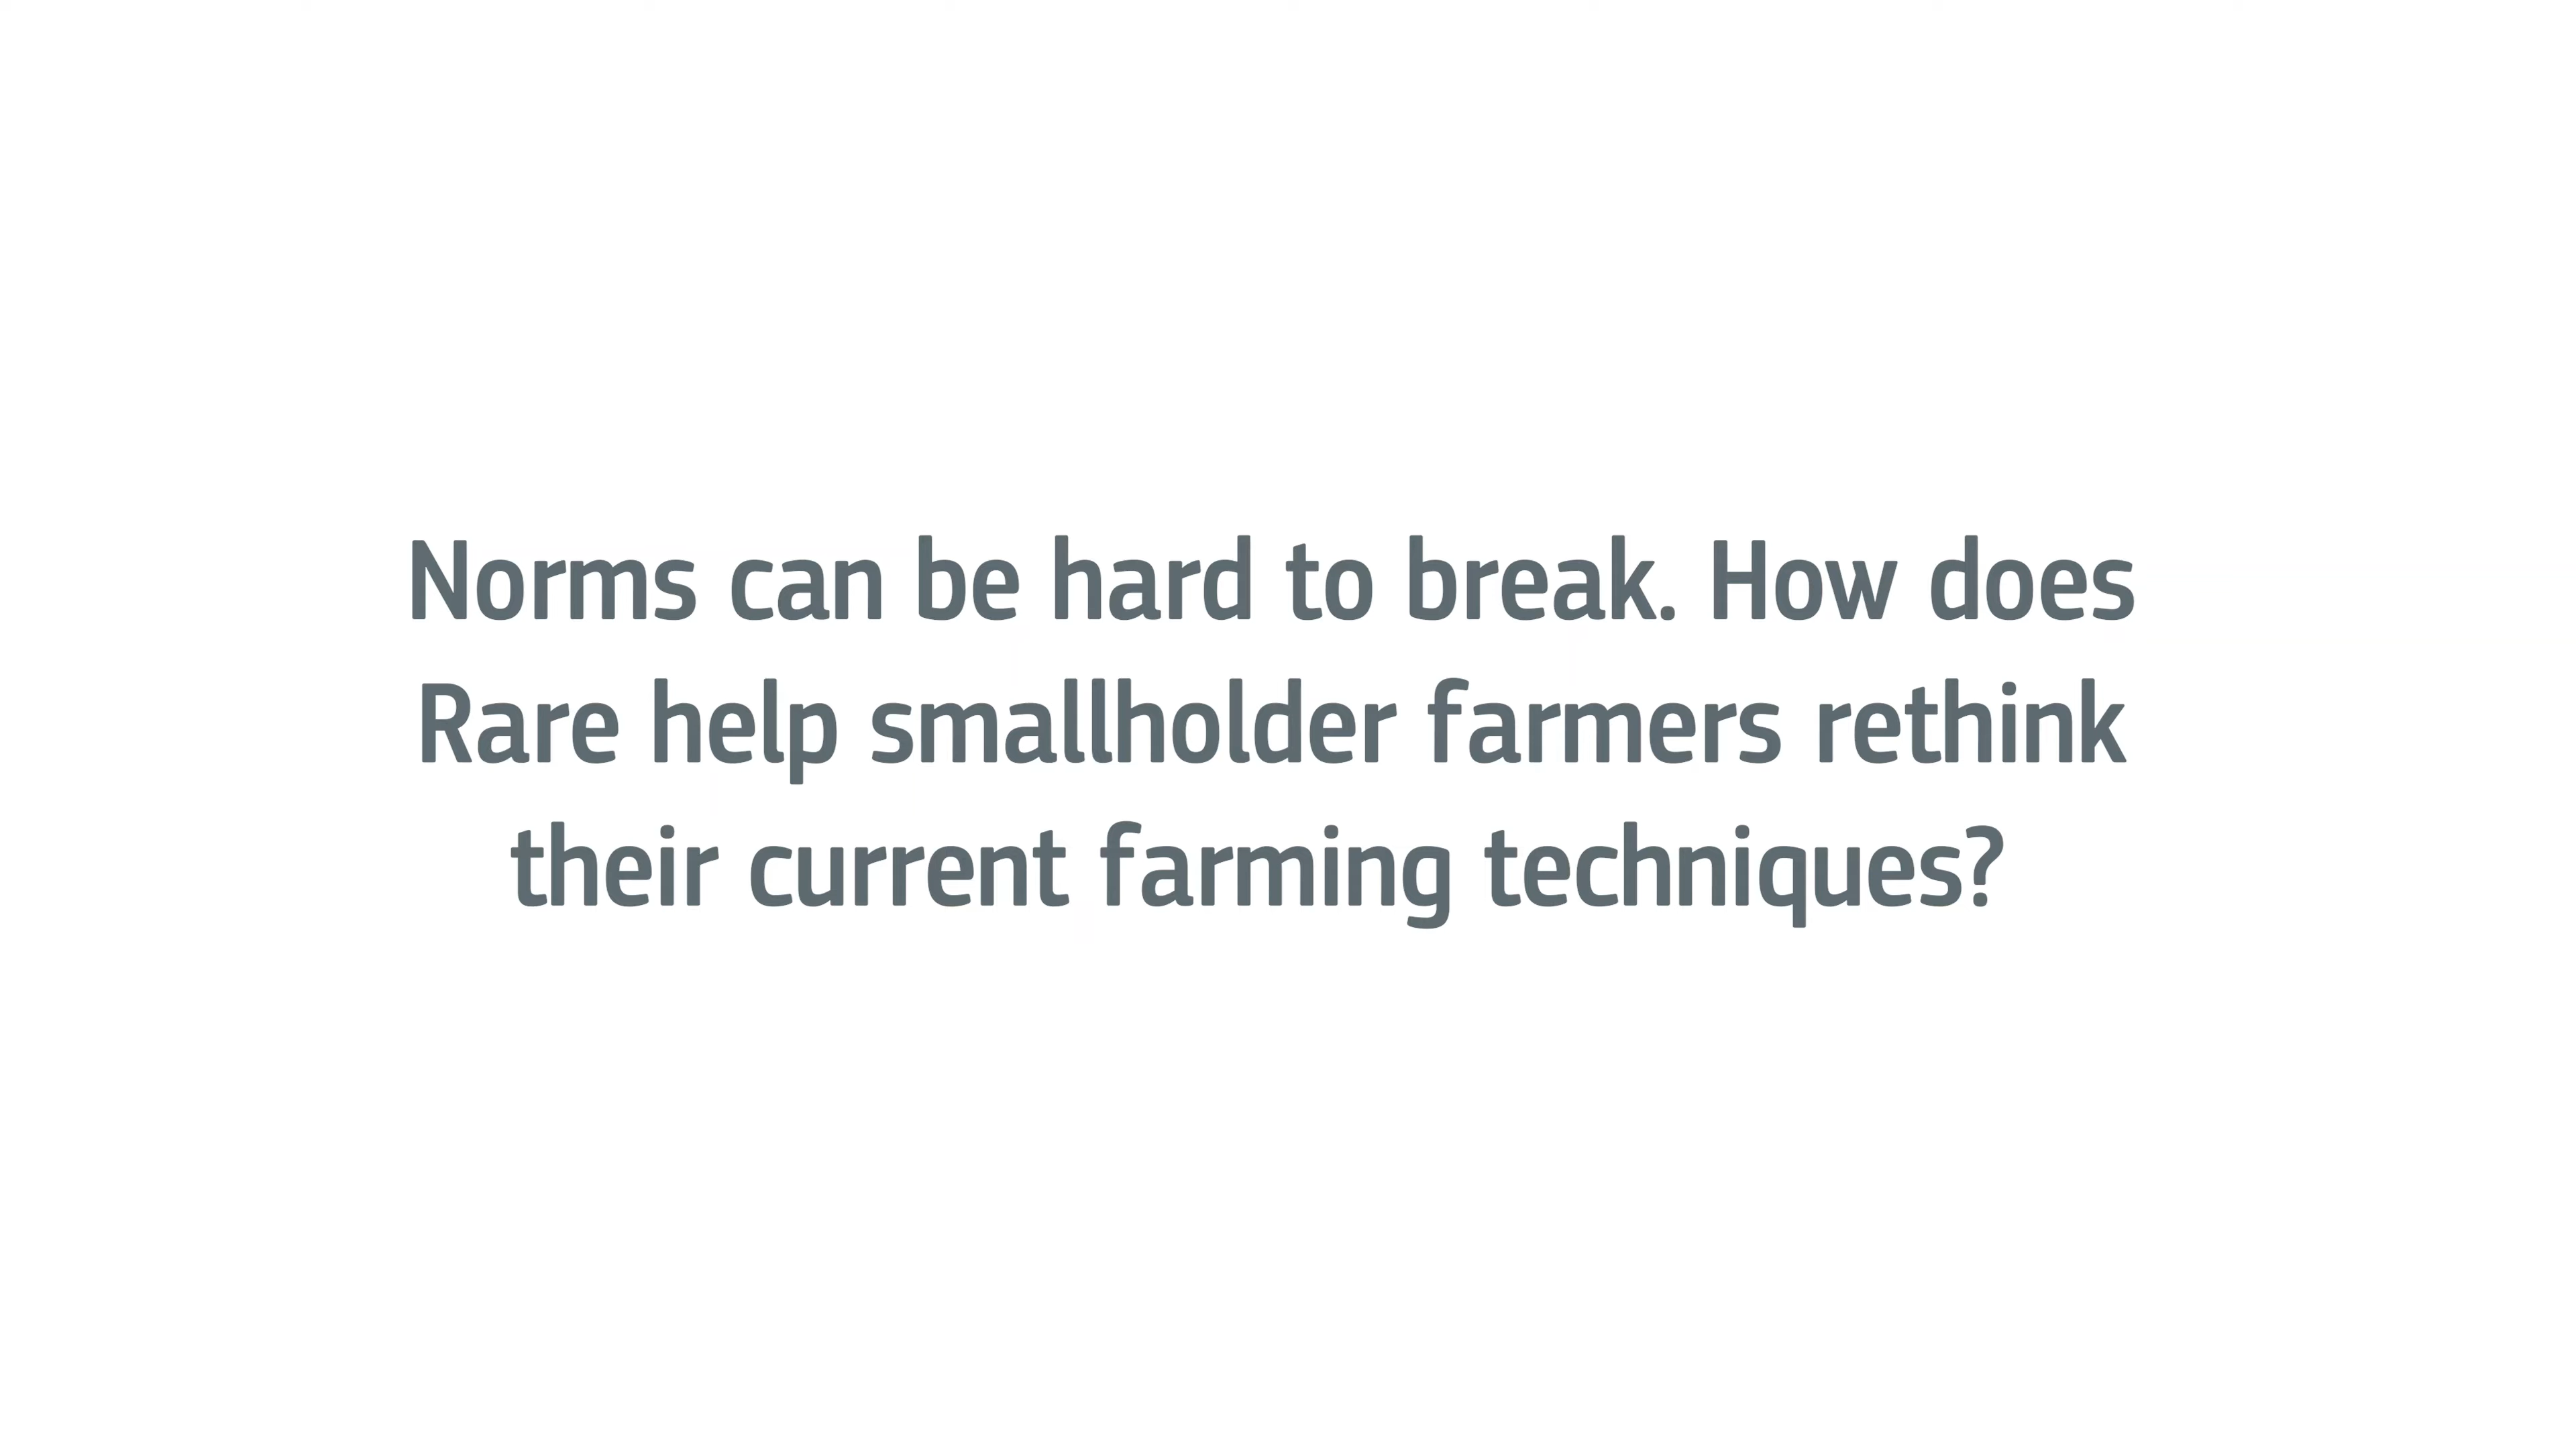 Norms can be hard to break. How does
Rare help smallholder farmers rethink
their current farming techniques?